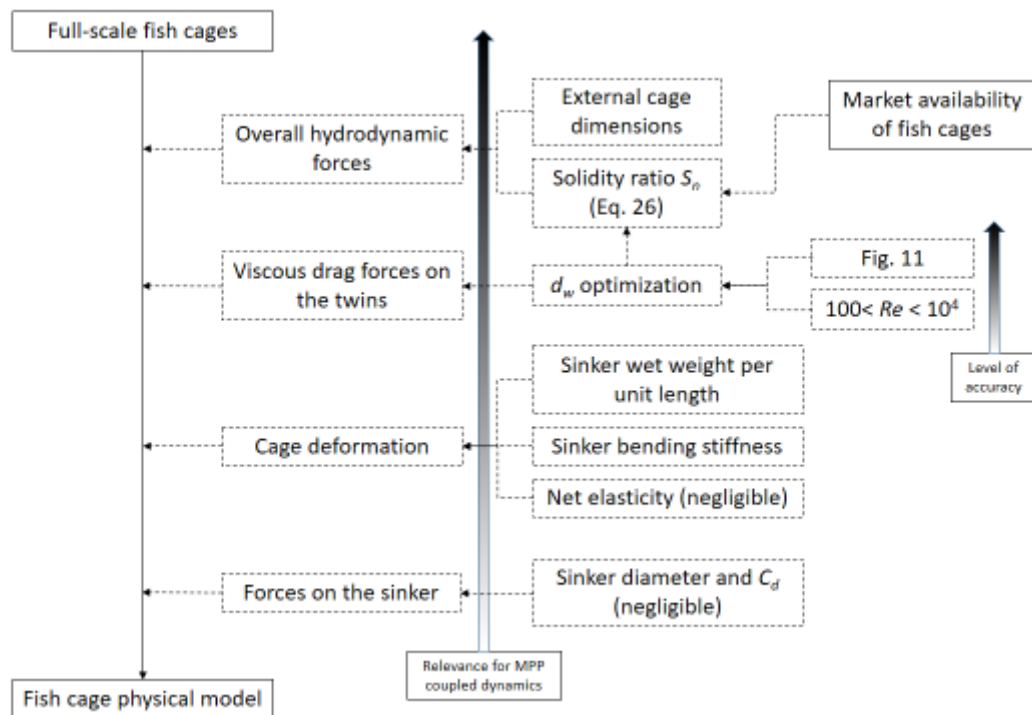 Full-scale fish cages
External cage
dimensions
Market availability
of fish cages
Overall hydrodynamic
forces
Solidity ratio Sₙ
(Eq. 26)
Viscous drag forces on
the twins
d_w optimization
Fig. 11
100< Re < 10⁴
Level of
accuracy
Sinker wet weight per
unit length
Cage deformation
Sinker bending stiffness
Net elasticity (negligible)
Forces on the sinker
Sinker diameter and C_d
(negligible)
Relevance for MPP
coupled dynamics
Fish cage physical model